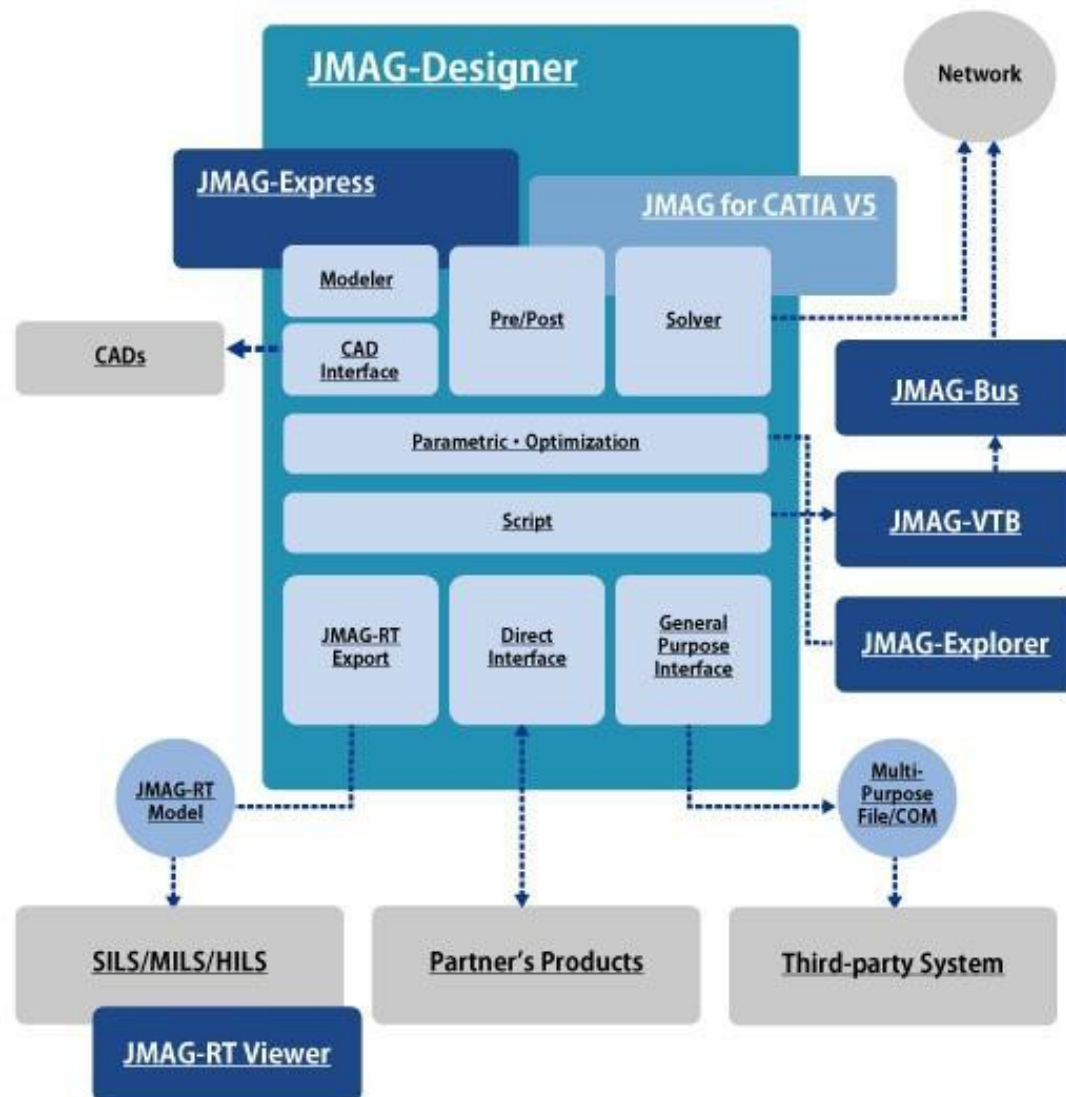 JMAG-Designer
Network
JMAG-Express
JMAG for CATIA V5
Modeler
Pre/Post
Solver
CADs
CAD
Interface
JMAG-Bus
Parametric・Optimization
Script
JMAG-VTB
JMAG-RT
Export
Direct
Interface
General
Purpose
Interface
JMAG-Explorer
JMAG-RT
Model
Multi-
Purpose
File/COM
SILS/MILS/HILS
Partner's Products
Third-party System
JMAG-RT Viewer